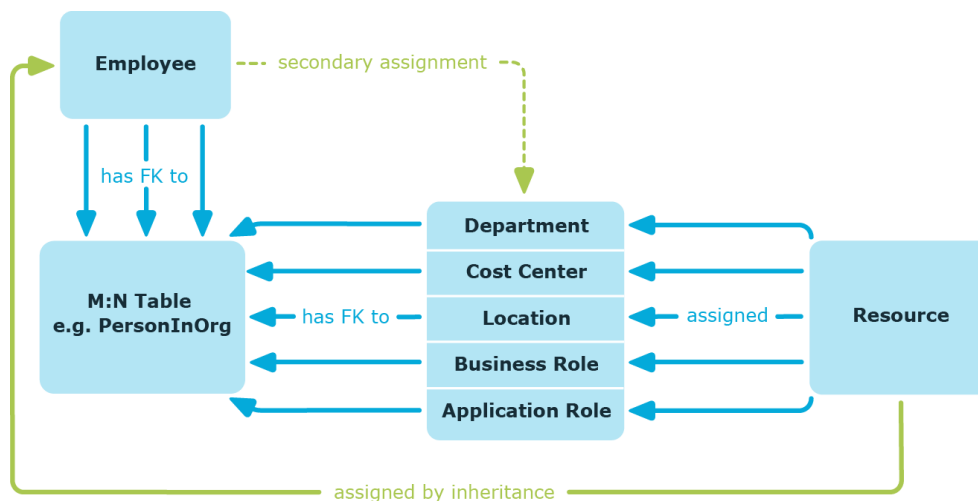 Employee
secondary assignment
has FK to
Department
Cost Center
M:N Table
e.g. PersonInOrg
has FK to
Location
assigned
Resource
Business Role
Application Role
assigned by inheritance